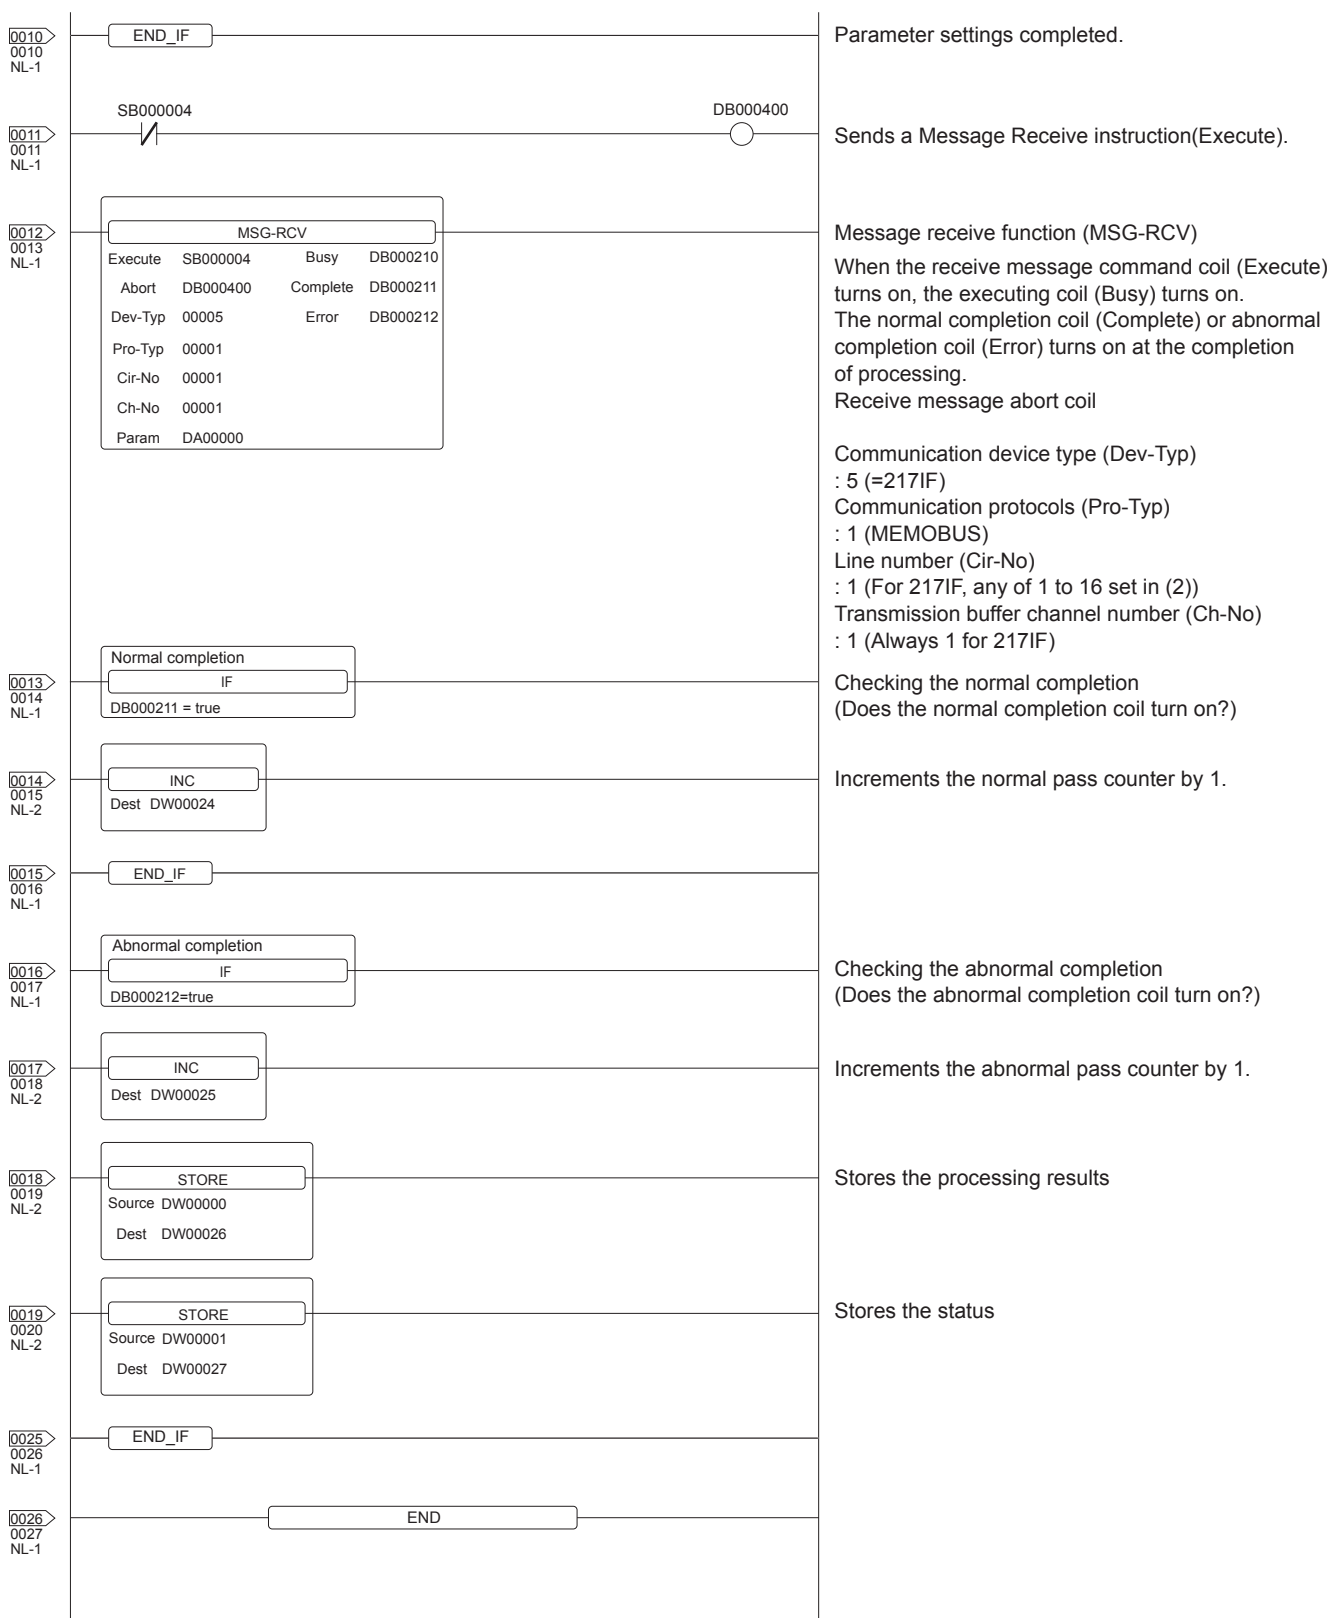 0010
0010
NL-1
END_IF
Parameter settings completed.
SB000004
DB000400
0011
0011
NL-1
Sends a Message Receive instruction(Execute).
0012
0013
NL-1
MSG-RCV
Execute SB000004 Busy DB000210
Abort DB000400 Complete DB000211
Dev-Typ 00005 Error DB000212
Pro-Typ 00001
Cir-No 00001
Ch-No 00001
Param DA00000
Message receive function (MSG-RCV)
When the receive message command coil (Execute)
turns on, the executing coil (Busy) turns on.
The normal completion coil (Complete) or abnormal
completion coil (Error) turns on at the completion
of processing.
Receive message abort coil
Communication device type (Dev-Typ)
: 5 (=217IF)
Communication protocols (Pro-Typ)
: 1 (MEMOBUS)
Line number (Cir-No)
: 1 (For 217IF, any of 1 to 16 set in (2))
Transmission buffer channel number (Ch-No)
: 1 (Always 1 for 217IF)
0013
0014
NL-1
Normal completion
IF
DB000211 = true
Checking the normal completion
(Does the normal completion coil turn on?)
0014
0015
NL-2
INC
Dest DW00024
Increments the normal pass counter by 1.
0015
0016
NL-1
END_IF
0016
0017
NL-1
Abnormal completion
IF
DB000212=true
Checking the abnormal completion
(Does the abnormal completion coil turn on?)
0017
0018
NL-2
INC
Dest DW00025
Increments the abnormal pass counter by 1.
0018
0019
NL-2
STORE
Source DW00000
Dest DW00026
Stores the processing results
0019
0020
NL-2
STORE
Source DW00001
Dest DW00027
Stores the status
0025
0026
NL-1
END_IF
0026
0027
NL-1
END